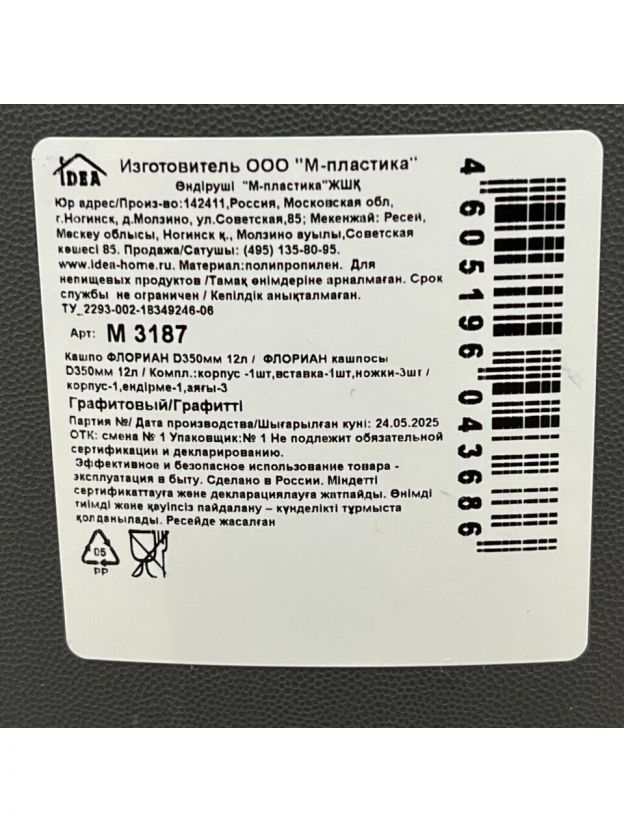 IDEA
Изготовитель ООО "М-пластика"
Өндіруші "М-пластика"ЖШҚ
Юр адрес/Произ-во:142411,Россия, Московская обл,
г.Ногинск, д.Молзино, ул.Советская,85; Мекенжай: Ресей,
Мәскеу облысы, Ногинск қ., Молзино ауылы,Советская
көшесі 85. Продажа/Сатушы: (495) 135-80-95.
www.idea-home.ru. Материал:полипропилен. Для
непищевых продуктов /Тамақ өнімдеріне арналмаған. Срок
службы не ограничен / Кепілдік анықталмаған.
ТУ_2293-002-18349246-06
Арт: М 3187
Кашпо ФЛОРИАН D350мм 12л / ФЛОРИАН кашпосы
D350мм 12л / Компл.:корпус -1шт,вставка-1шт,ножки-3шт /
корпус-1,ендірме-1,аяғы-3
Графитовый/Графитті
Партия №/ Дата производства/Шығарылған күні: 24.05.2025
ОТК: смена № 1 Упаковщик:№ 1 Не подлежит обязательной
сертификации и декларированию.
Эффективное и безопасное использование товара -
эксплуатация в быту. Сделано в России. Міндетті
сертификаттауға және декларациялауға жатпайды. Өнімді
тиімді және қауіпсіз пайдалану – күнделікті тұрмыста
қолданылады. Ресейде жасалған
05
PP
4 605196 043686